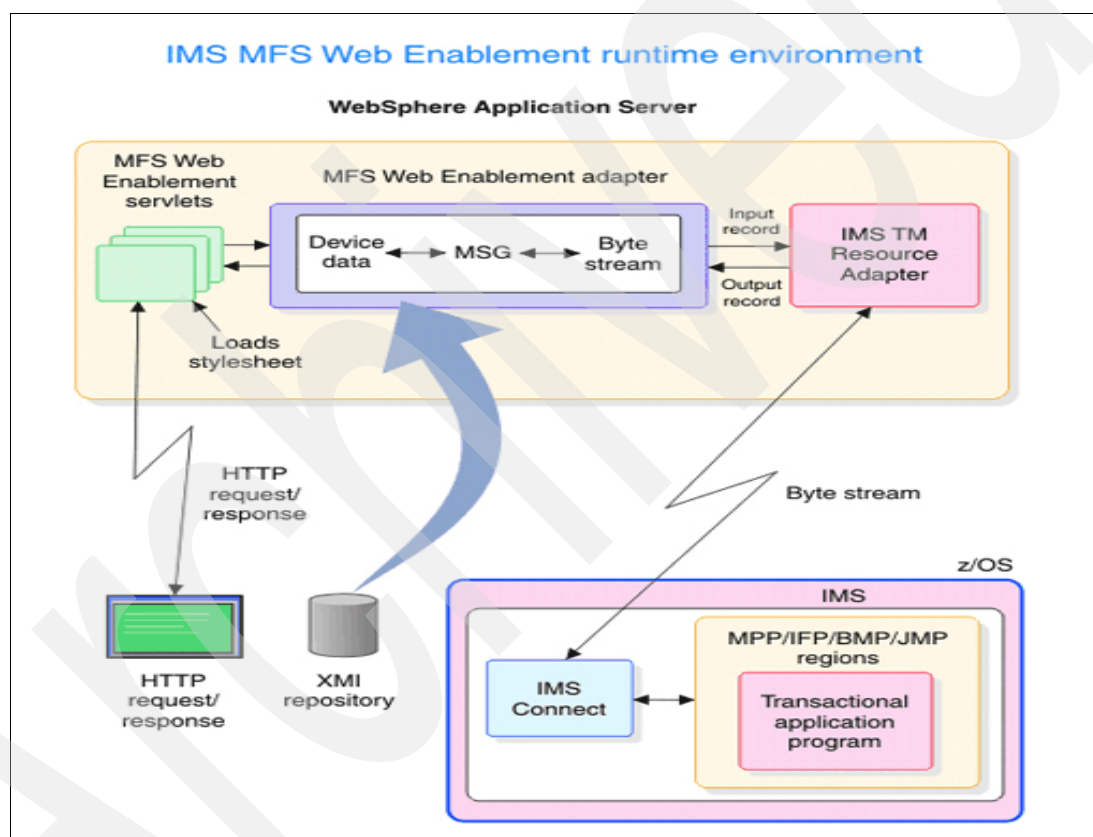 IMS MFS Web Enablement runtime environment
WebSphere Application Server
MFS Web
Enablement
servlets
MFS Web Enablement adapter
Device
data
MSG
Byte
stream
Input
record
Output
record
IMS TM
Resource
Adapter
Loads
stylesheet
HTTP
request/
response
Byte stream
HTTP
request/
response
XMI
repository
z/OS
IMS
IMS
Connect
MPP/IFP/BMP/JMP
regions
Transactional
application
program